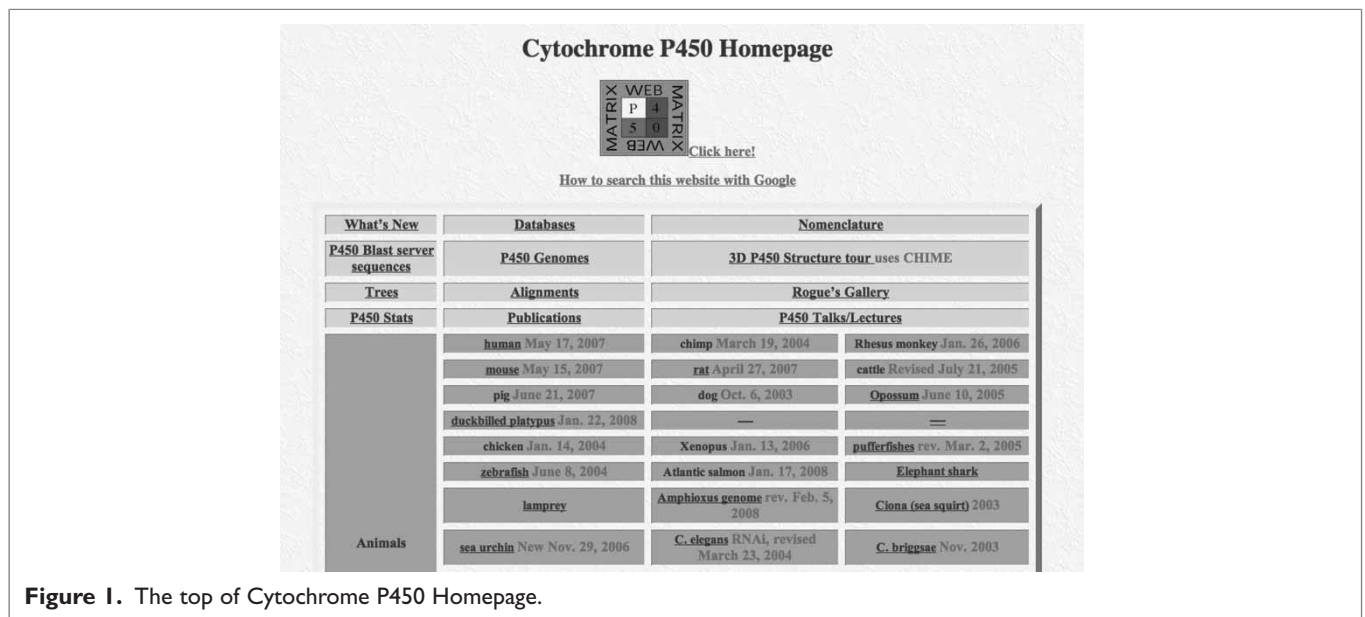 Cytochrome P450 Homepage
MATRIX WEB MATRIX WEB
P 4
5 0
Click here!
How to search this website with Google
What's New Databases Nomenclature
P450 Blast server
sequences P450 Genomes 3D P450 Structure tour uses CHIME
Trees Alignments Rogue's Gallery
P450 Stats Publications P450 Talks/Lectures
human May 17, 2007 chimp March 19, 2004 Rhesus monkey Jan. 26, 2006
mouse May 15, 2007 rat April 27, 2007 cattle Revised July 21, 2005
pig June 21, 2007 dog Oct. 6, 2003 Opossum June 10, 2005
duckbilled platypus Jan. 22, 2008 — —
chicken Jan. 14, 2004 Xenopus Jan. 13, 2006 pufferfishes rev. Mar. 2, 2005
zebrafish June 8, 2004 Atlantic salmon Jan. 17, 2008 Elephant shark
lamprey Amphioxus genome rev. Feb. 5,
2008 Ciona (sea squirt) 2003
Animals sea urchin New Nov. 29, 2006 C. elegans RNAi, revised
March 23, 2004 C. briggsae Nov. 2003
Figure 1. The top of Cytochrome P450 Homepage.